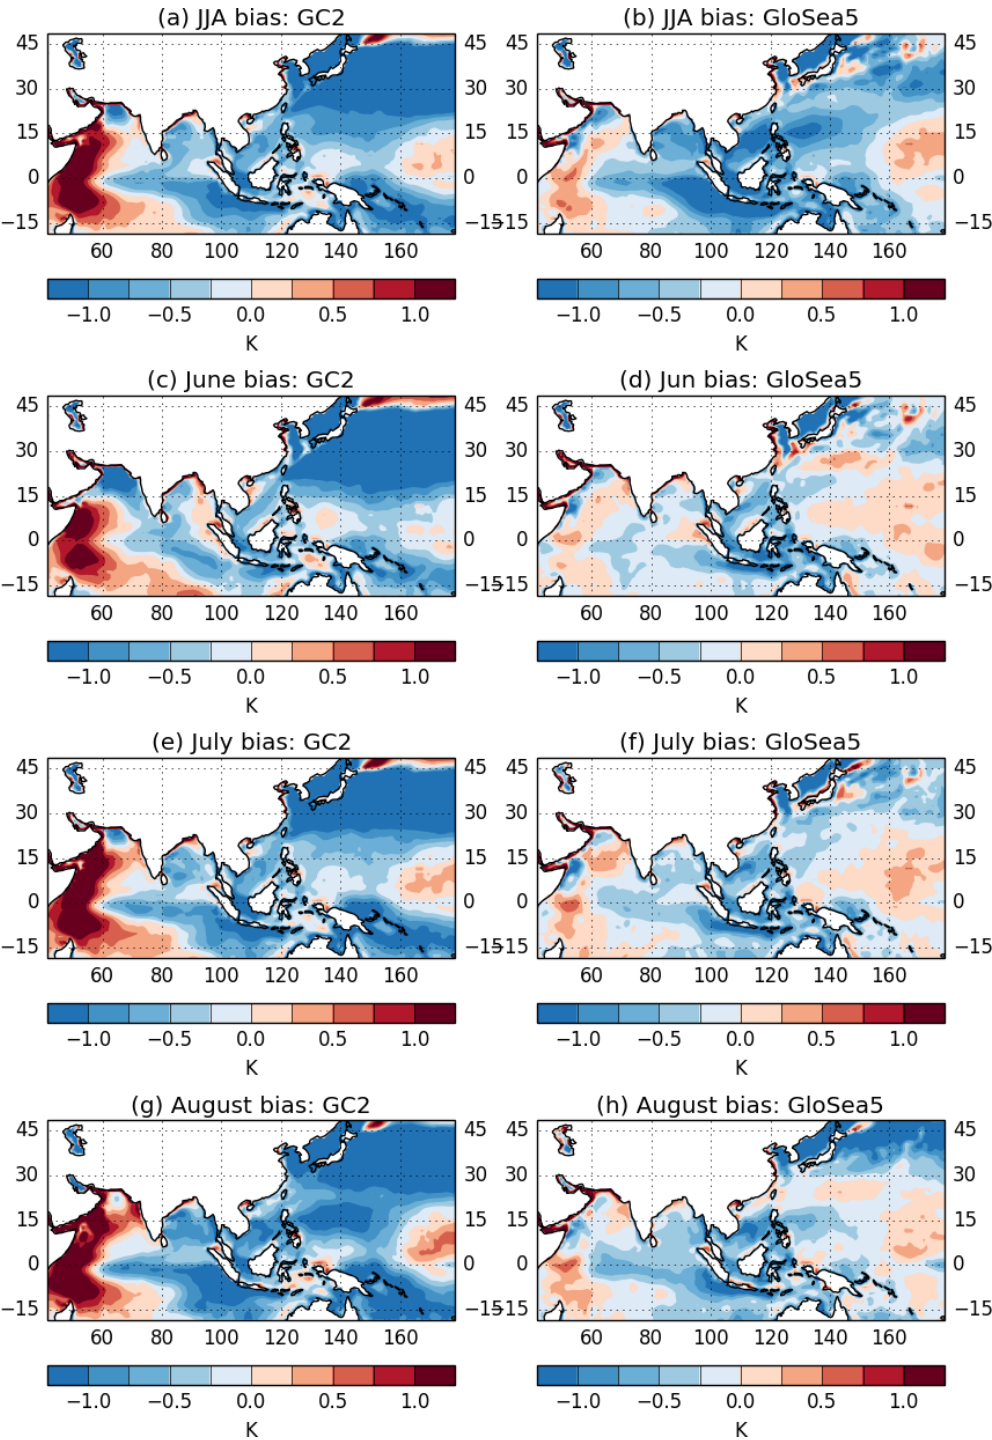 (a) JJA bias: GC2
(b) JJA bias: GloSea5
45 45 45
30 30 30
15 15 15
0 0 0
−15 −15 −15
60 80 100 120 140 160
60 80 100 120 140 160
−1.0 −0.5 0.0 0.5 1.0
−1.0 −0.5 0.0 0.5 1.0
K
K
(c) June bias: GC2
(d) Jun bias: GloSea5
45 45 45
30 30 30
15 15 15
0 0 0
−15 −15 −15
60 80 100 120 140 160
60 80 100 120 140 160
−1.0 −0.5 0.0 0.5 1.0
−1.0 −0.5 0.0 0.5 1.0
K
K
(e) July bias: GC2
(f) July bias: GloSea5
45 45 45
30 30 30
15 15 15
0 0 0
−15 −15 −15
60 80 100 120 140 160
60 80 100 120 140 160
−1.0 −0.5 0.0 0.5 1.0
−1.0 −0.5 0.0 0.5 1.0
K
K
(g) August bias: GC2
(h) August bias: GloSea5
45 45 45
30 30 30
15 15 15
0 0 0
−15 −15 −15
60 80 100 120 140 160
60 80 100 120 140 160
−1.0 −0.5 0.0 0.5 1.0
−1.0 −0.5 0.0 0.5 1.0
K
K